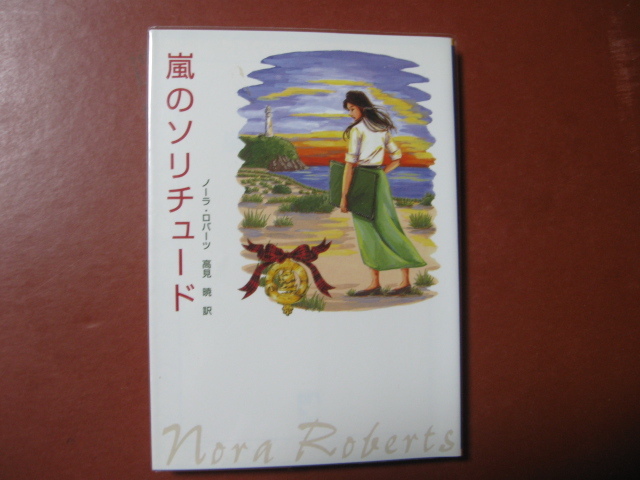 嵐のソリチュード
ノーラ・ロバーツ 高見 暁 訳
Nora Roberts